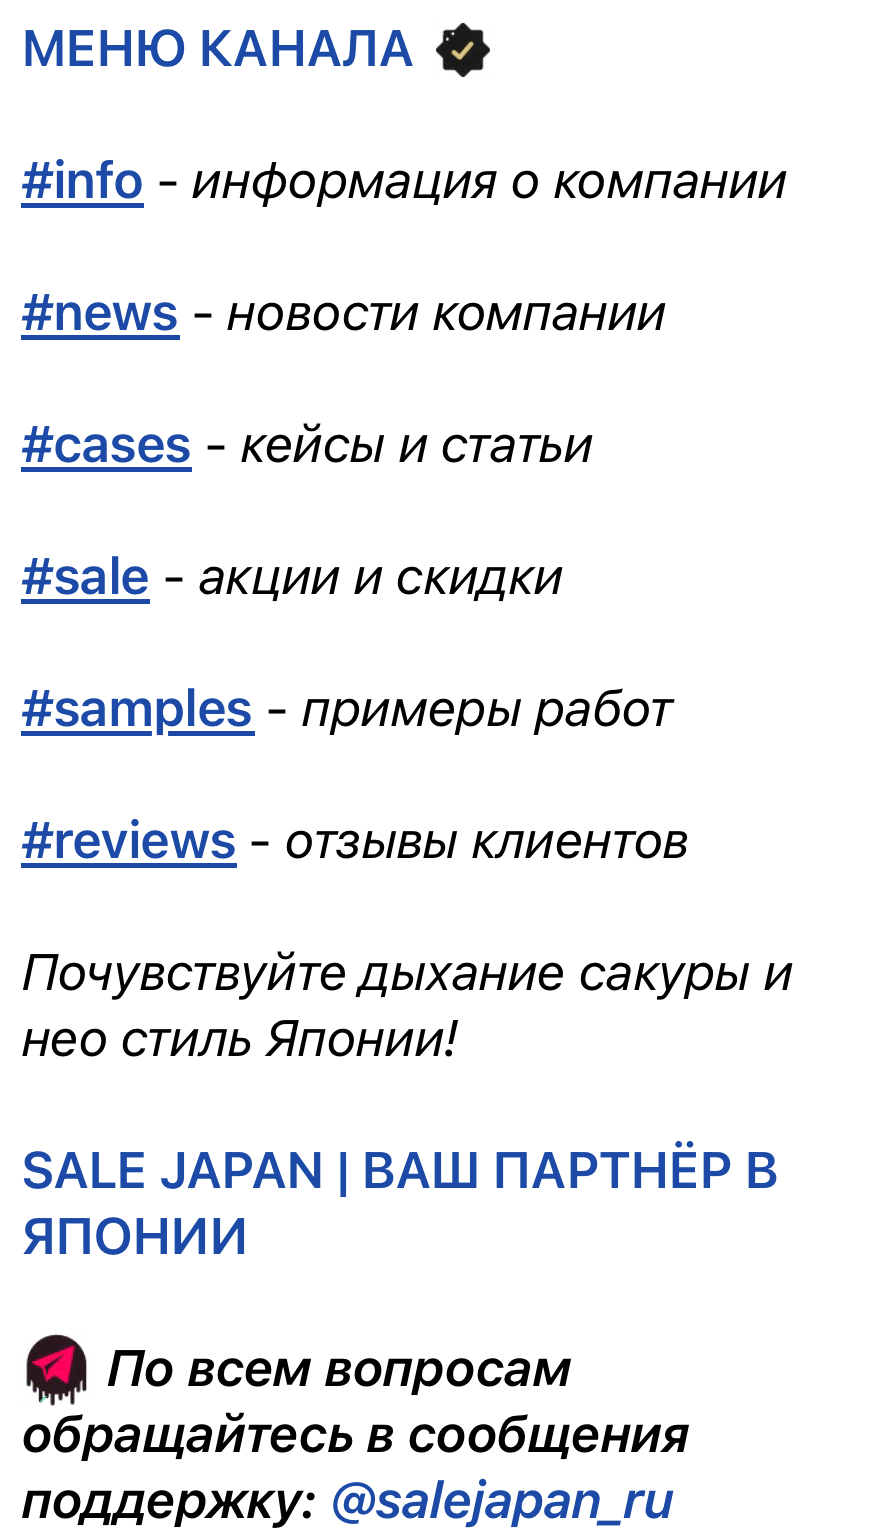 МЕНЮ КАНАЛА
#info - информация о компании
#news - новости компании
#cases - кейсы и статьи
#sale - акции и скидки
#samples - примеры работ
#reviews - отзывы клиентов
Почувствуйте дыхание сакуры и
нео стиль Японии!
SALE JAPAN | ВАШ ПАРТНЁР В
ЯПОНИИ
По всем вопросам
обращайтесь в сообщения
поддержку: @salejapan_ru